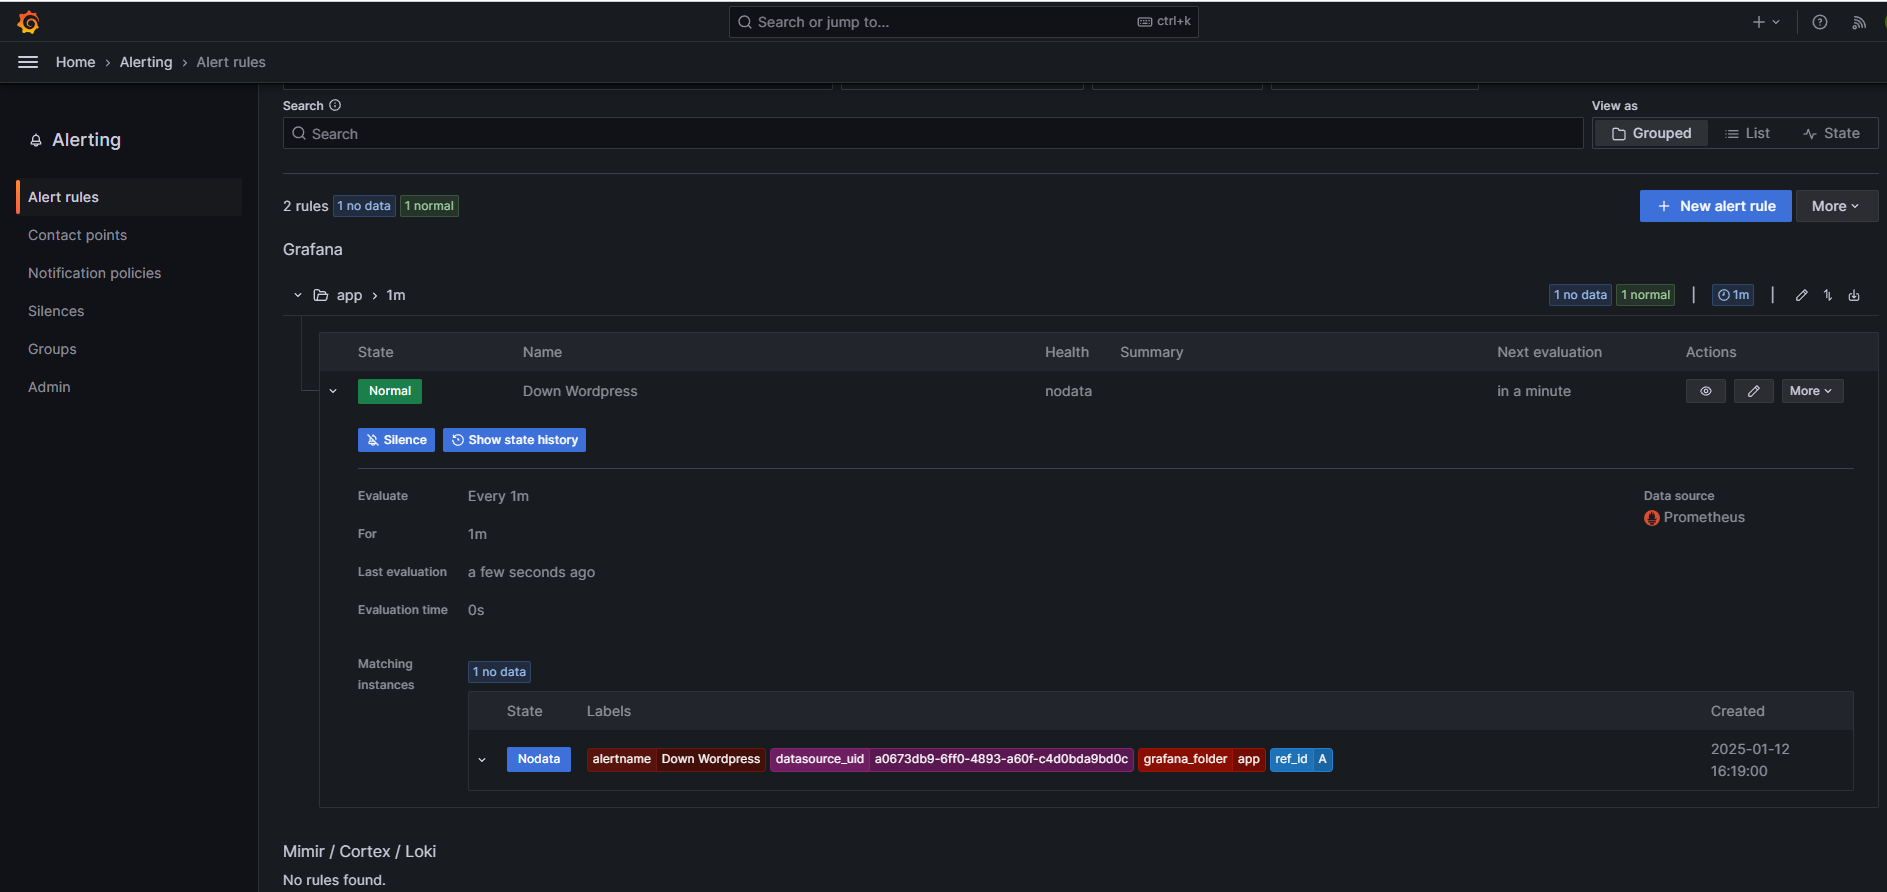 Search or jump to...
ctrl+k
Home › Alerting › Alert rules
Alerting
Alert rules
Contact points
Notification policies
Silences
Groups
Admin
Search
Search
View as
Grouped
List
State
2 rules 1 no data 1 normal
+ New alert rule
More
Grafana
app › 1m
1 no data 1 normal | 1m |
State Name Health Summary Next evaluation Actions
Normal Down Wordpress nodata in a minute More
Silence Show state history
Evaluate Every 1m
For 1m
Last evaluation a few seconds ago
Evaluation time 0s
Data source
Prometheus
Matching
instances
1 no data
State Labels Created
Nodata alertname Down Wordpress datasource_uid a0673db9-6ff0-4893-a60f-c4d0bda9bd0c grafana_folder app ref_id A
2025-01-12
16:19:00
Mimir / Cortex / Loki
No rules found.